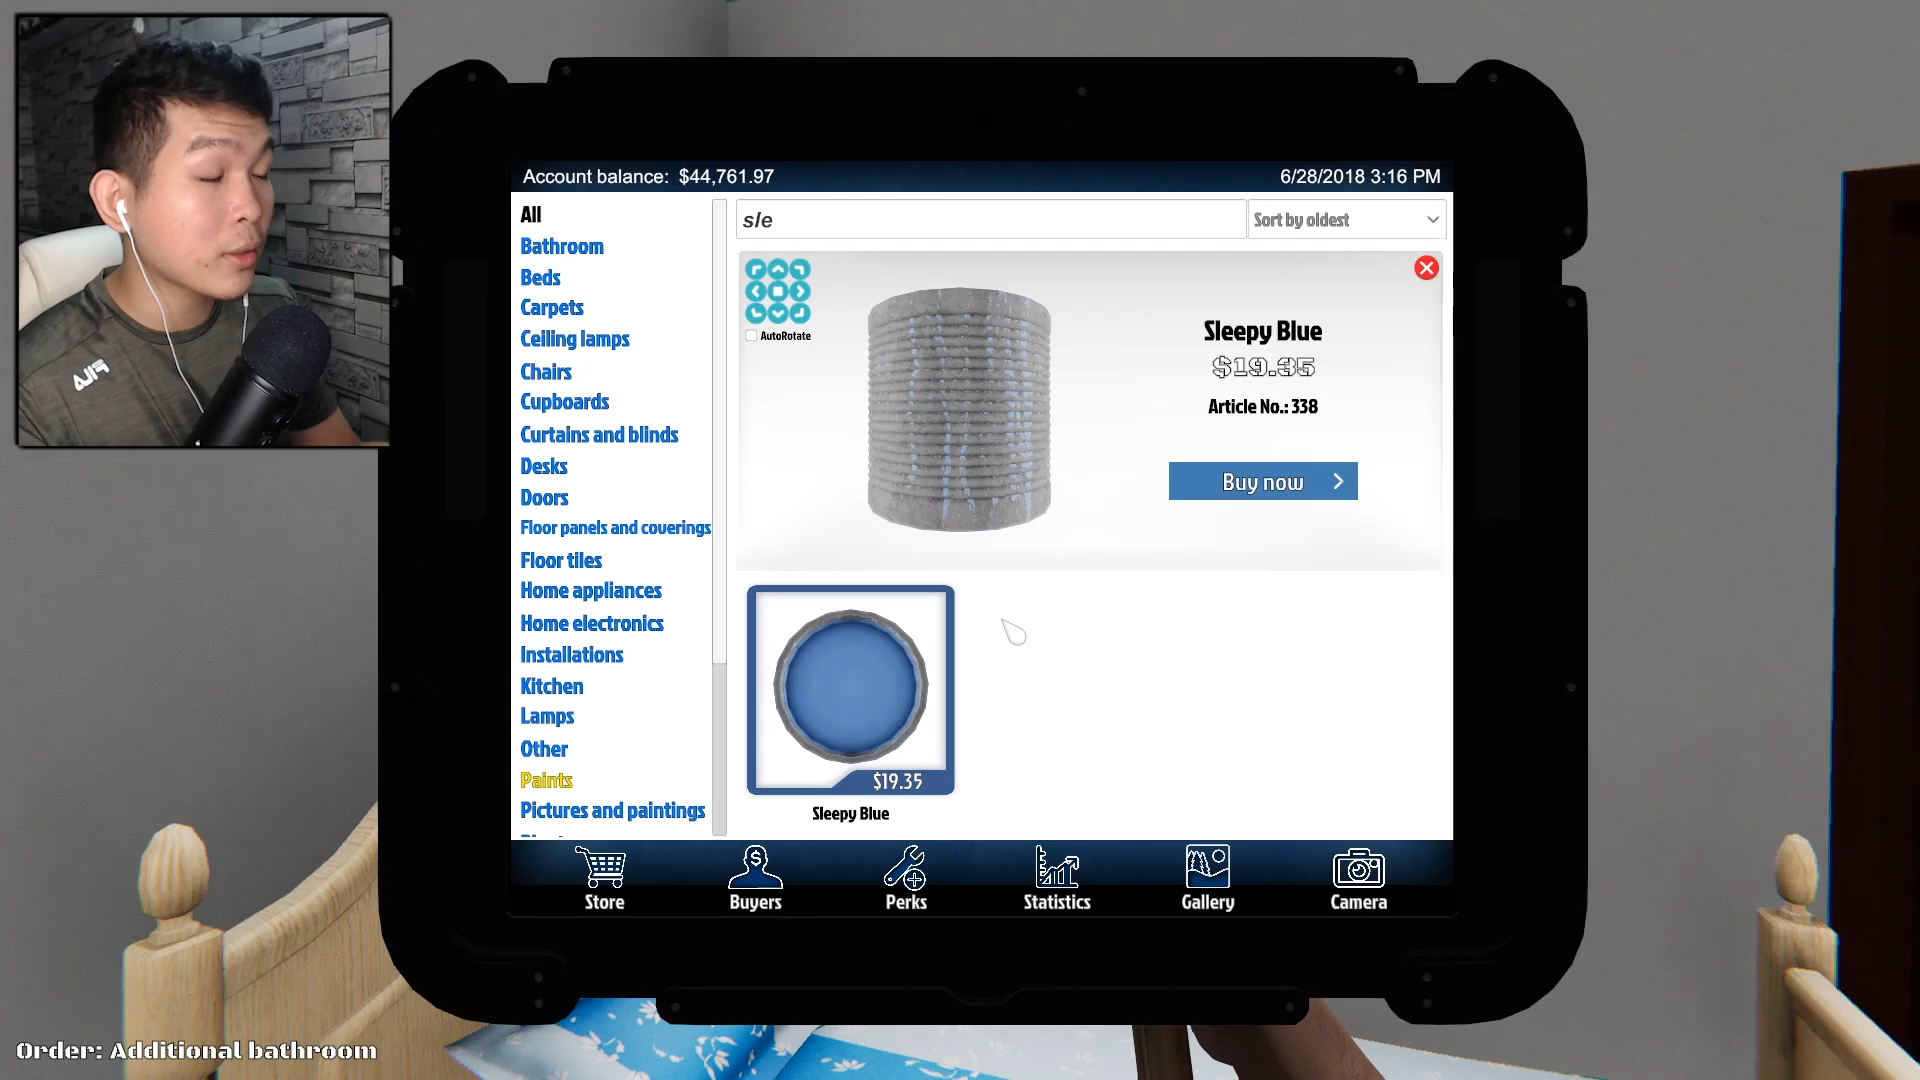 Account balance: $44,761.97
6/28/2018 3:16 PM
All
Bathroom
Beds
Carpets
Ceiling lamps
Chairs
Cupboards
Curtains and blinds
Desks
Doors
Floor panels and coverings
Floor tiles
Home appliances
Home electronics
Installations
Kitchen
Lamps
Other
Paints
Pictures and paintings
sle
Sort by oldest
AutoRotate
Sleepy Blue
$19.35
Article No.: 338
Buy now
$19.35
Sleepy Blue
Store
Buyers
Perks
Statistics
Gallery
Camera
FILA
Order: Additional bathroom